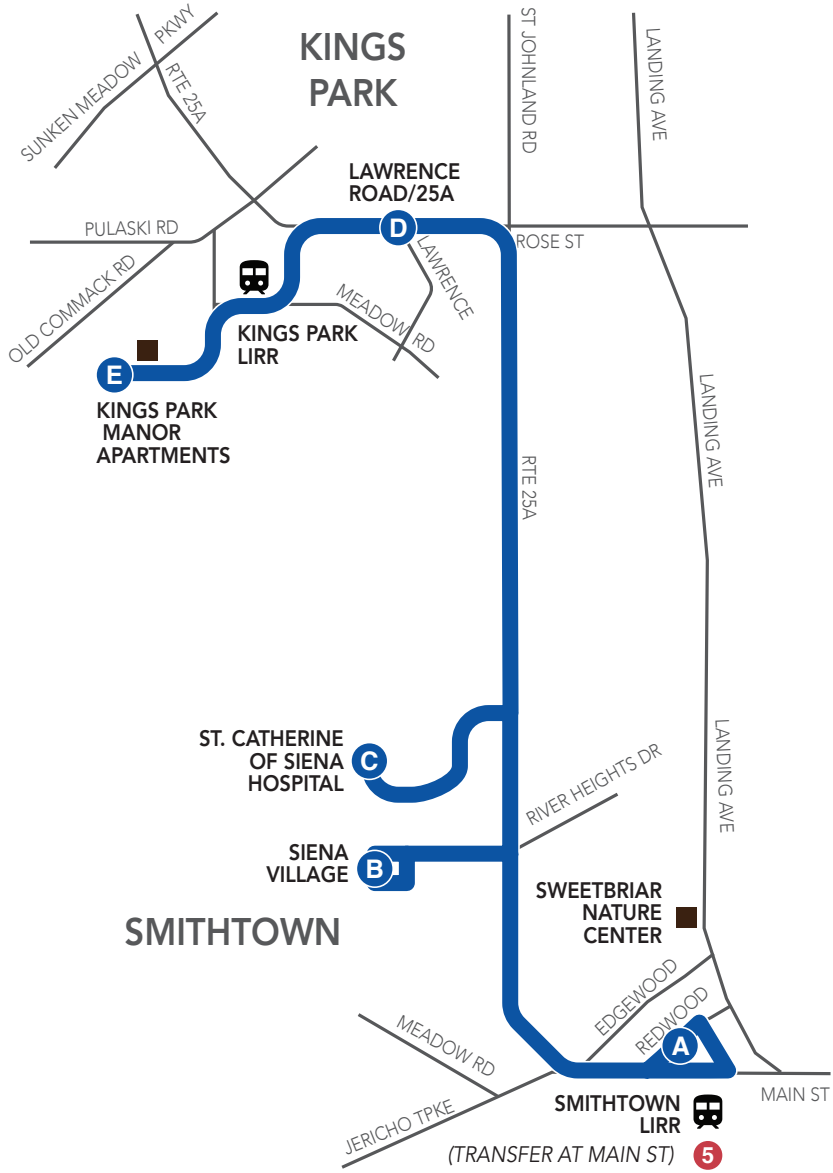 KINGS
PARK
SUNKEN MEADOW PKWY
RTE 25A
ST JOHNLAND RD
LANDING AVE
LAWRENCE
ROAD/25A
D
PULASKI RD
ROSE ST
OLD COMMACK RD
LAWRENCE
MEADOW RD
KINGS PARK
LIRR
E
KINGS PARK
MANOR
APARTMENTS
LANDING AVE
RTE 25A
ST. CATHERINE
OF SIENA
HOSPITAL
C
LANDING AVE
RIVER HEIGHTS DR
SIENA
VILLAGE
B
SWEETBRIAR
NATURE
CENTER
SMITHTOWN
EDGEWOOD
REDWOOD
A
MEADOW RD
JERICHO TPKE
MAIN ST
SMITHTOWN
LIRR
(TRANSFER AT MAIN ST) 5